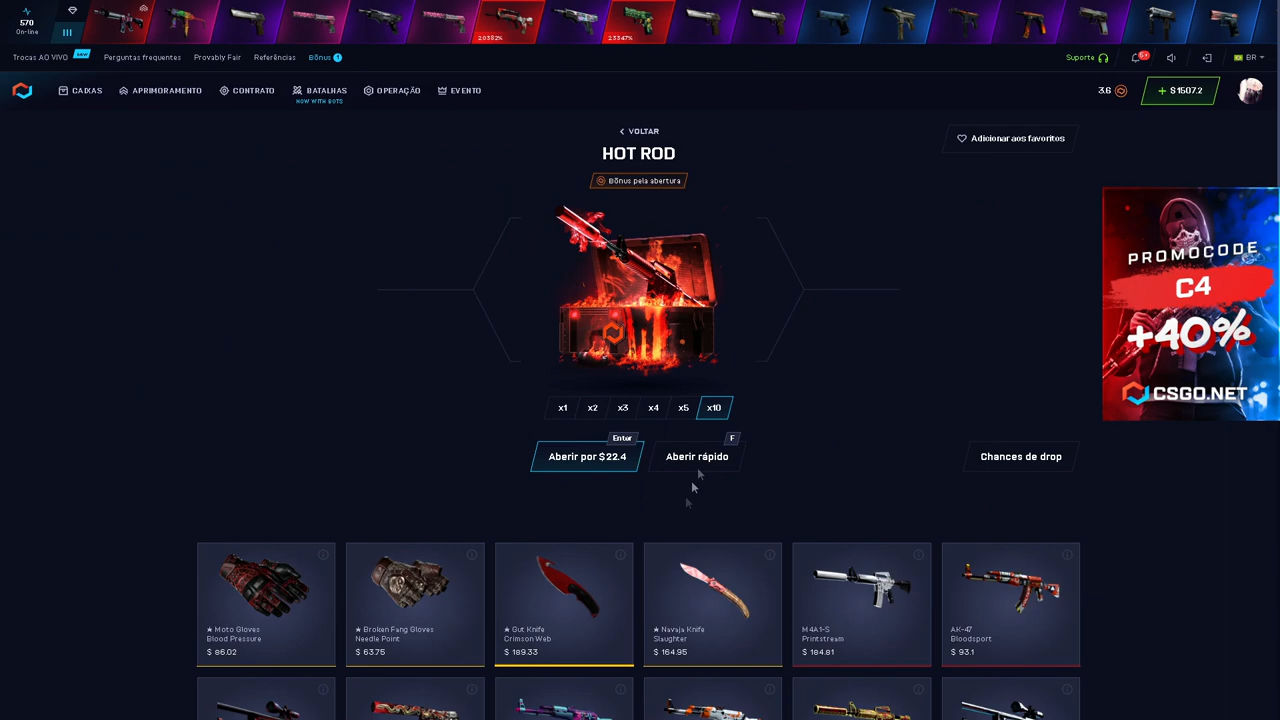 570
On-line
20382%
23347%
Trocas AO VIVO
NEW
Perguntas frequentes
Provably Fair
Referências
Bônus
Suporte
5+
BR
CAIXAS
APRIMORAMENTO
CONTRATO
BATALHAS
NOW WITH BOTS
OPERAÇÃO
EVENTO
3.6
+ $ 1507.2
VOLTAR
HOT ROD
Bônus pela abertura
Adicionar aos favoritos
PROMOCODE
C4
+40%
CSGO.NET
x1 x2 x3 x4 x5 x10
Enter
F
Aberir por $ 22.4
Aberir rápido
Chances de drop
★ Moto Gloves
Blood Pressure
$ 86.02
★ Broken Fang Gloves
Needle Point
$ 63.75
★ Gut Knife
Crimson Web
$ 189.33
★ Navaja Knife
Slaughter
$ 164.95
M4A1-S
Printstream
$ 184.81
AK-47
Bloodsport
$ 93.1